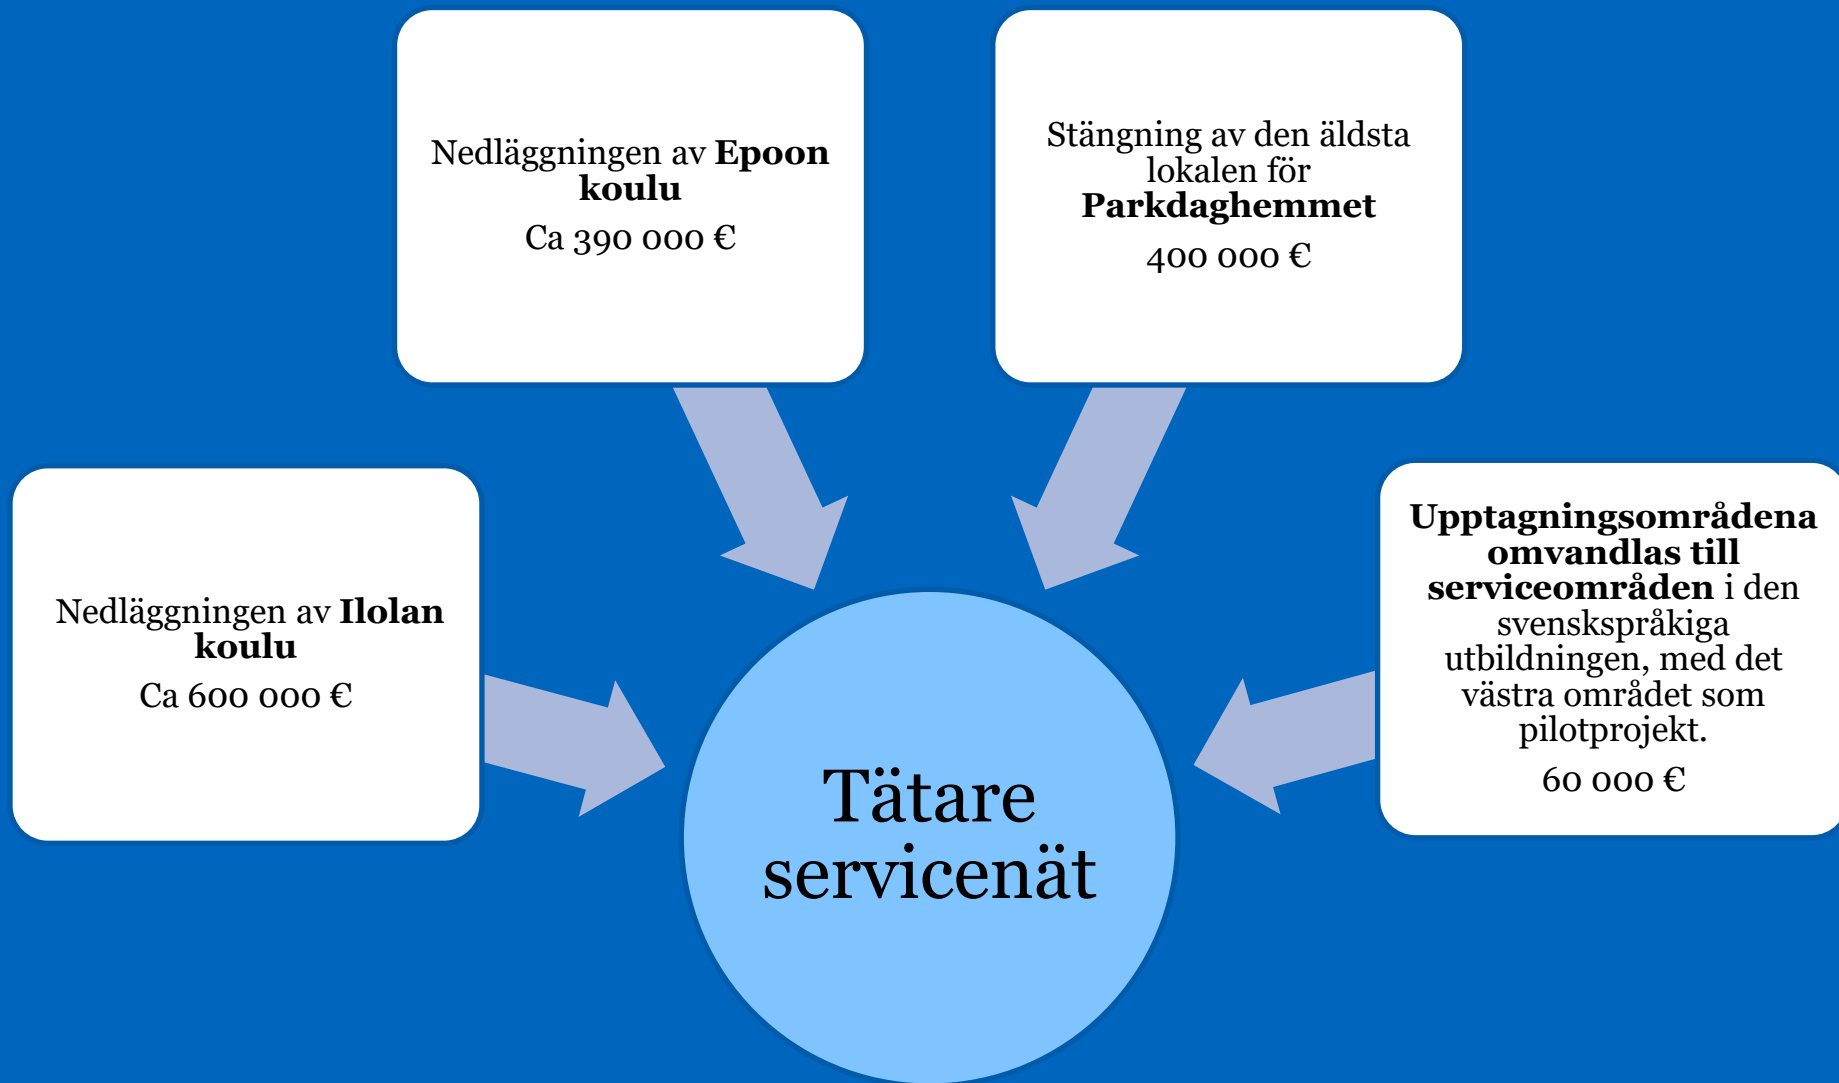 Nedläggningen av Epoon
koulu
Ca 390 000 €
Stängning av den äldsta
lokalen för
Parkdaghemmet
400 000 €
Nedläggningen av Ilolan
koulu
Ca 600 000 €
Upptagningsområdena
omvandlas till
serviceområden i den
svenskspråkiga
utbildningen, med det
västra området som
pilotprojekt.
60 000 €
Tätare
servicenät